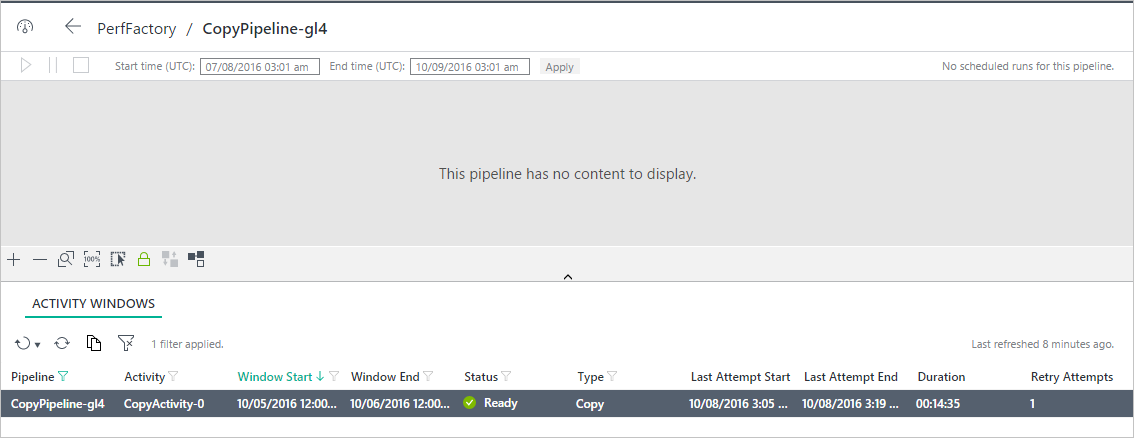 PerfFactory / CopyPipeline-gl4
Start time (UTC): 07/08/2016 03:01 am End time (UTC): 10/09/2016 03:01 am Apply No scheduled runs for this pipeline.
This pipeline has no content to display.
100%
ACTIVITY WINDOWS
1 filter applied. Last refreshed 8 minutes ago.
Pipeline Activity Window Start Window End Status Type Last Attempt Start Last Attempt End Duration Retry Attempts
CopyPipeline-gl4 CopyActivity-0 10/05/2016 12:00... 10/06/2016 12:00... Ready Copy 10/08/2016 3:05 ... 10/08/2016 3:19 ... 00:14:35 1